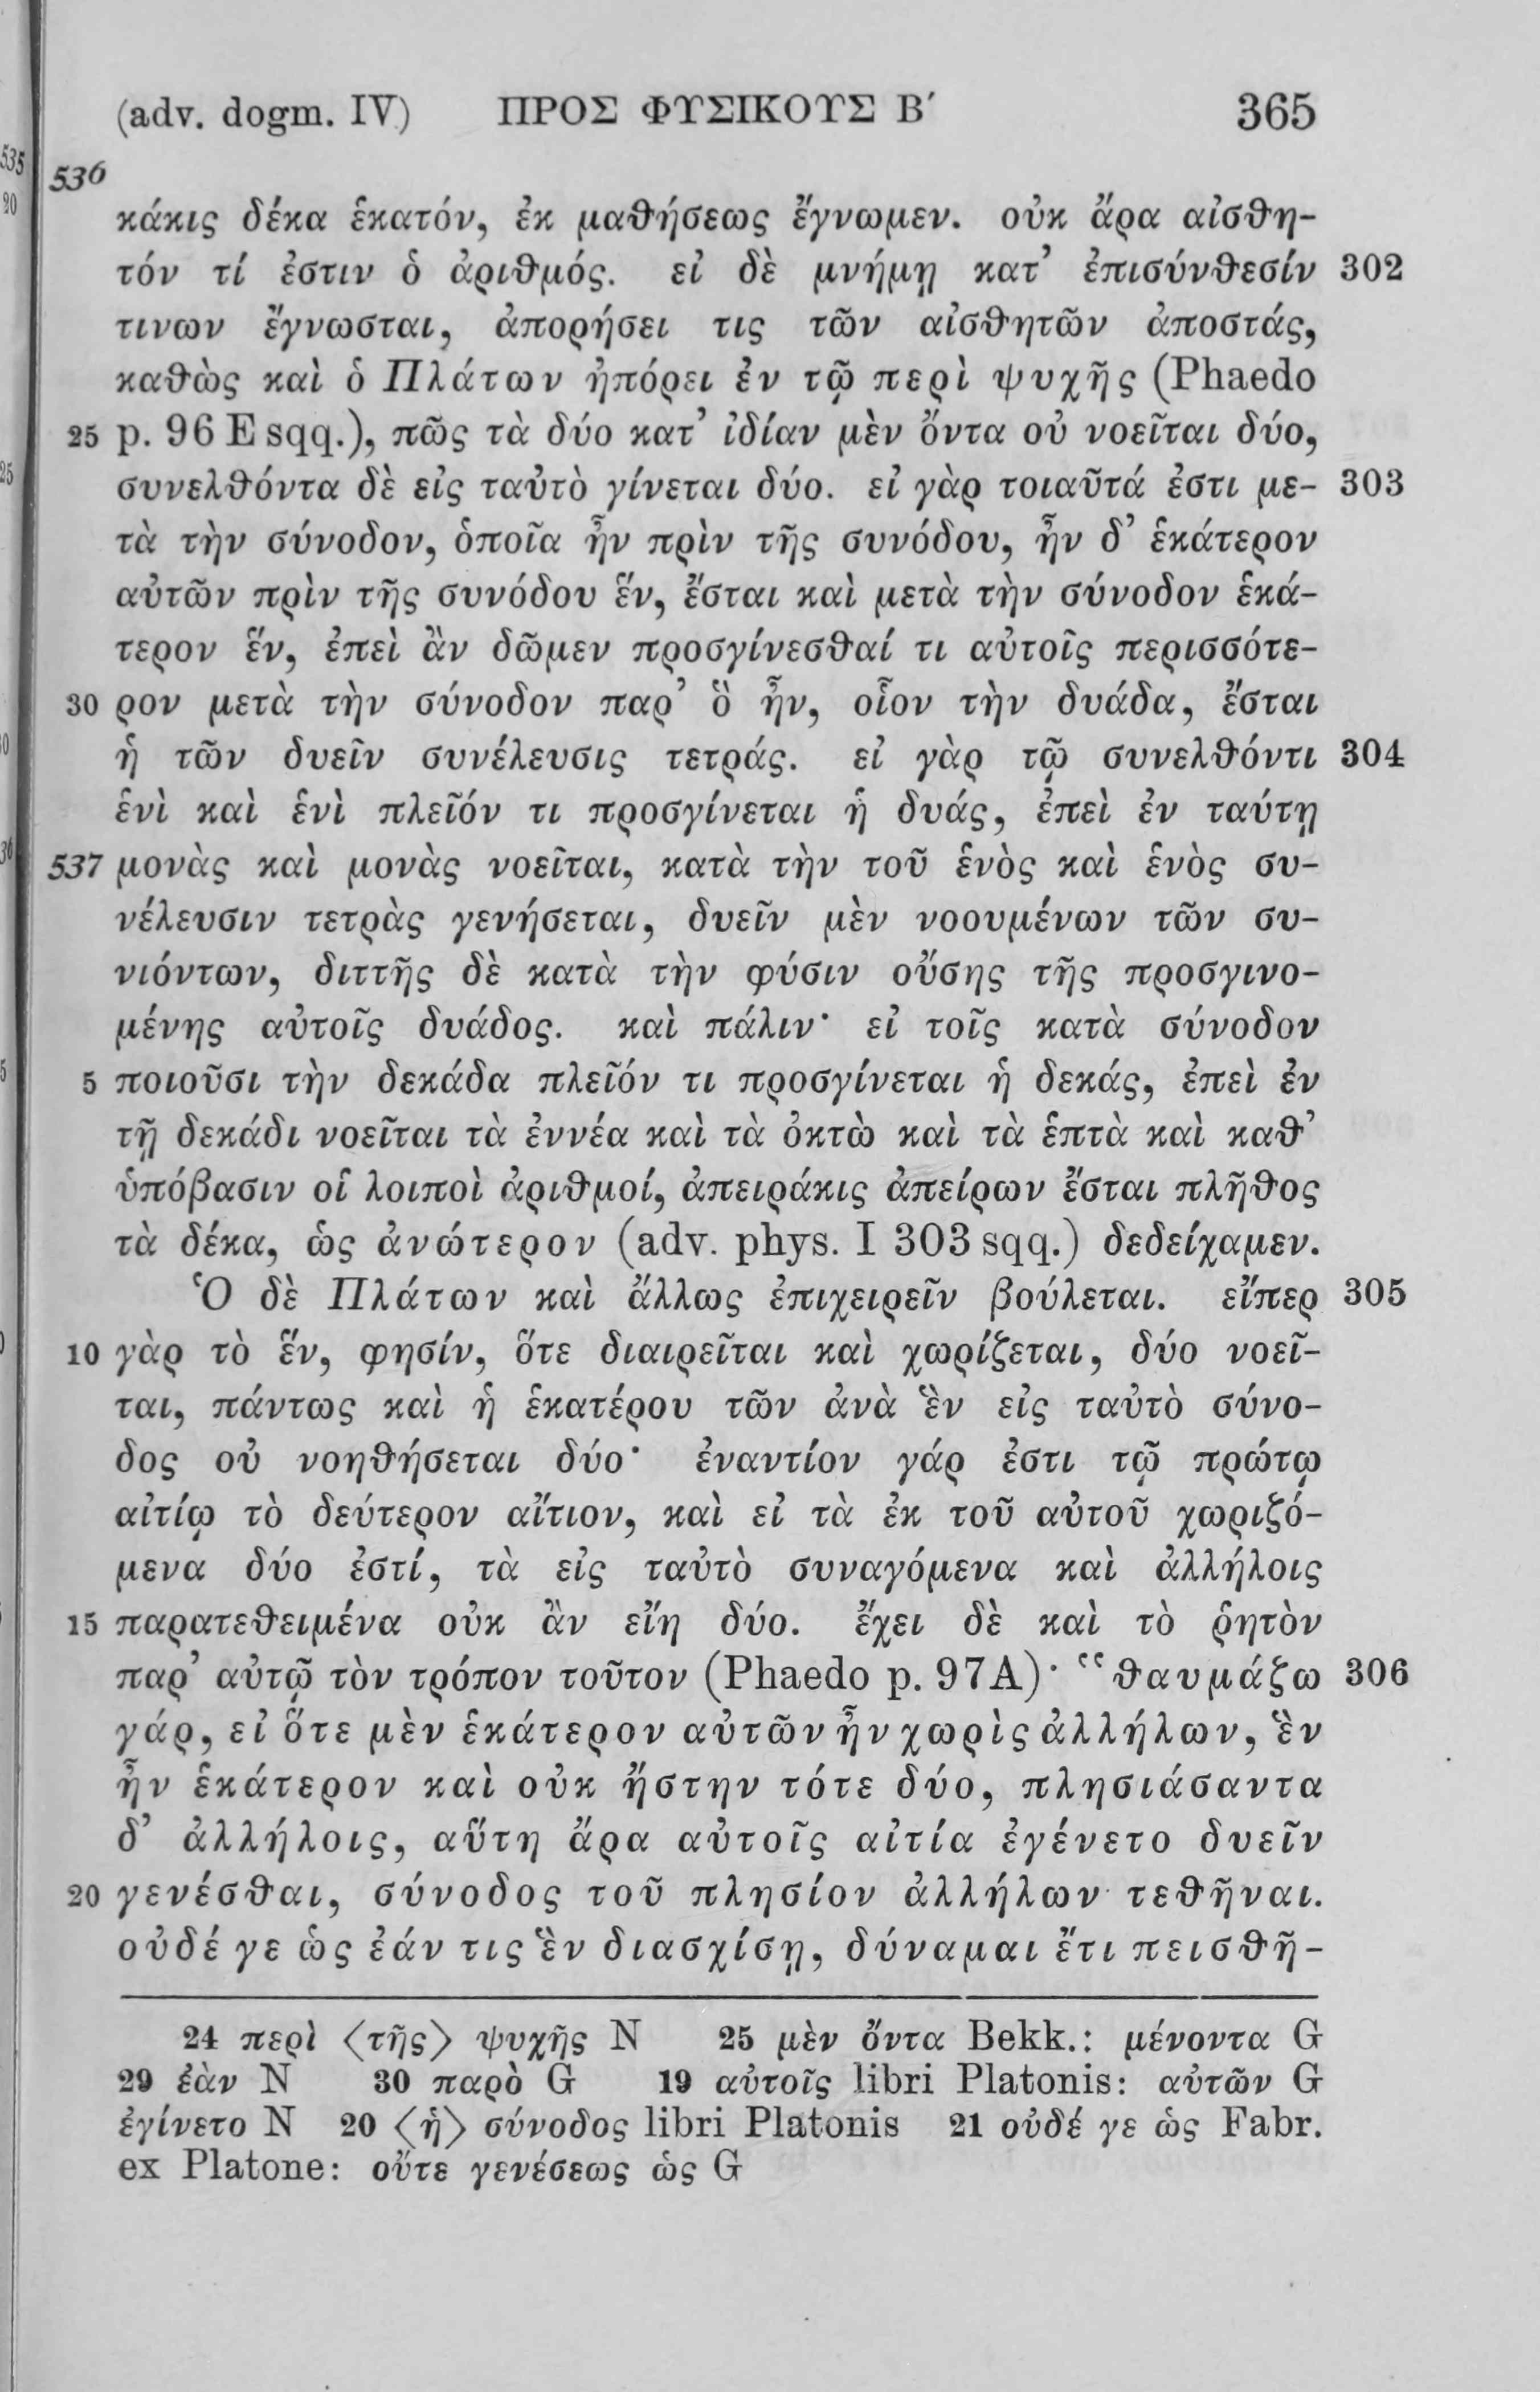 (adv. dogm. IV) ΠΡΟΣ ΦΥΣΙΚΟΥΣ Β′ 365
536
κάκις δέκα ἑκατόν, ἐκ μαθήσεως ἔγνωμεν. οὐκ ἄρα αἰσθη-
τόν τί ἐστιν ὁ ἀριθμός. εἰ δὲ μνήμῃ κατ’ ἐπισύνθεσίν 302
τινων ἔγνωσται, ἀπορήσει τις τῶν αἰσθητῶν ἀποστάς,
καθὼς καὶ ὁ Πλάτων ἠπόρει ἐν τῷ περὶ ψυχῆς (Phaedo
25 p. 96 E sqq.), πῶς τὰ δύο κατ’ ἰδίαν μὲν ὄντα οὐ νοεῖται δύο,
συνελθόντα δὲ εἰς ταὐτὸ γίνεται δύο. εἰ γὰρ τοιαῦτά ἐστι με- 303
τὰ τὴν σύνοδον, ὁποῖα ἦν πρὶν τῆς συνόδου, ἦν δ’ ἑκάτερον
αὐτῶν πρὶν τῆς συνόδου ἕν, ἔσται καὶ μετὰ τὴν σύνοδον ἑκά-
τερον ἕν, ἐπεὶ ἂν δῶμεν προσγίνεσθαί τι αὐτοῖς περισσότε-
30 ρον μετὰ τὴν σύνοδον παρ’ ὃ ἦν, οἷον τὴν δυάδα, ἔσται
ἡ τῶν δυεῖν συνέλευσις τετράς. εἰ γὰρ τῷ συνελθόντι 304
ἑνὶ καὶ ἑνὶ πλεῖόν τι προσγίνεται ἡ δυάς, ἐπεὶ ἐν ταύτῃ
537 μονὰς καὶ μονὰς νοεῖται, κατὰ τὴν τοῦ ἑνὸς καὶ ἑνὸς συ-
νέλευσιν τετρὰς γενήσεται, δυεῖν μὲν νοουμένων τῶν συ-
νιόντων, διττῆς δὲ κατὰ τὴν φύσιν οὔσης τῆς προσγινο-
μένης αὐτοῖς δυάδος. καὶ πάλιν· εἰ τοῖς κατὰ σύνοδον
5 ποιοῦσι τὴν δεκάδα πλεῖόν τι προσγίνεται ἡ δεκάς, ἐπεὶ ἐν
τῇ δεκάδι νοεῖται τὰ ἐννέα καὶ τὰ ὀκτὼ καὶ τὰ ἑπτὰ καὶ καθ’
ὑπόβασιν οἱ λοιποὶ ἀριθμοί, ἀπειράκις ἀπείρων ἔσται πλῆθος
τὰ δέκα, ὡς ἀνώτερον (adv. phys. I 303 sqq.) δεδείχαμεν.
Ὁ δὲ Πλάτων καὶ ἄλλως ἐπιχειρεῖν βούλεται. εἴπερ 305
10 γὰρ τὸ ἕν, φησίν, ὅτε διαιρεῖται καὶ χωρίζεται, δύο νοεῖ-
ται, πάντως καὶ ἡ ἑκατέρου τῶν ἀνὰ ἓν εἰς ταὐτὸ σύνο-
δος οὐ νοηθήσεται δύο· ἐναντίον γάρ ἐστι τῷ πρώτῳ
αἰτίῳ τὸ δεύτερον αἴτιον, καὶ εἰ τὰ ἐκ τοῦ αὐτοῦ χωριζό-
μενα δύο ἐστί, τὰ εἰς ταὐτὸ συναγόμενα καὶ ἀλλήλοις
15 παρατεθειμένα οὐκ ἂν εἴη δύο. ἔχει δὲ καὶ τὸ ῥητὸν
παρ’ αὐτῷ τὸν τρόπον τοῦτον (Phaedo p. 97 A)· “θαυμάζω 306
γάρ, εἰ ὅτε μὲν ἑκάτερον αὐτῶν ἦν χωρὶς ἀλλήλων, ἓν
ἦν ἑκάτερον καὶ οὐκ ἤστην τότε δύο, πλησιάσαντα
δ’ ἀλλήλοις, αὕτη ἄρα αὐτοῖς αἰτία ἐγένετο δυεῖν
20 γενέσθαι, σύνοδος τοῦ πλησίον ἀλλήλων τεθῆναι.
οὐδέ γε ὡς ἐάν τις ἓν διασχίσῃ, δύναμαι ἔτι πεισθῆ-
24 περὶ ⟨τῆς⟩ ψυχῆς N 25 μὲν ὄντα Bekk.: μένοντα G
29 ἐὰν N 30 παρὸ G 19 αὐτοῖς libri Platonis: αὐτῶν G
ἐγίνετο N 20 ⟨ἡ⟩ σύνοδος libri Platonis 21 οὐδέ γε ὡς Fabr.
ex Platone: οὔτε γενέσεως ὡς G